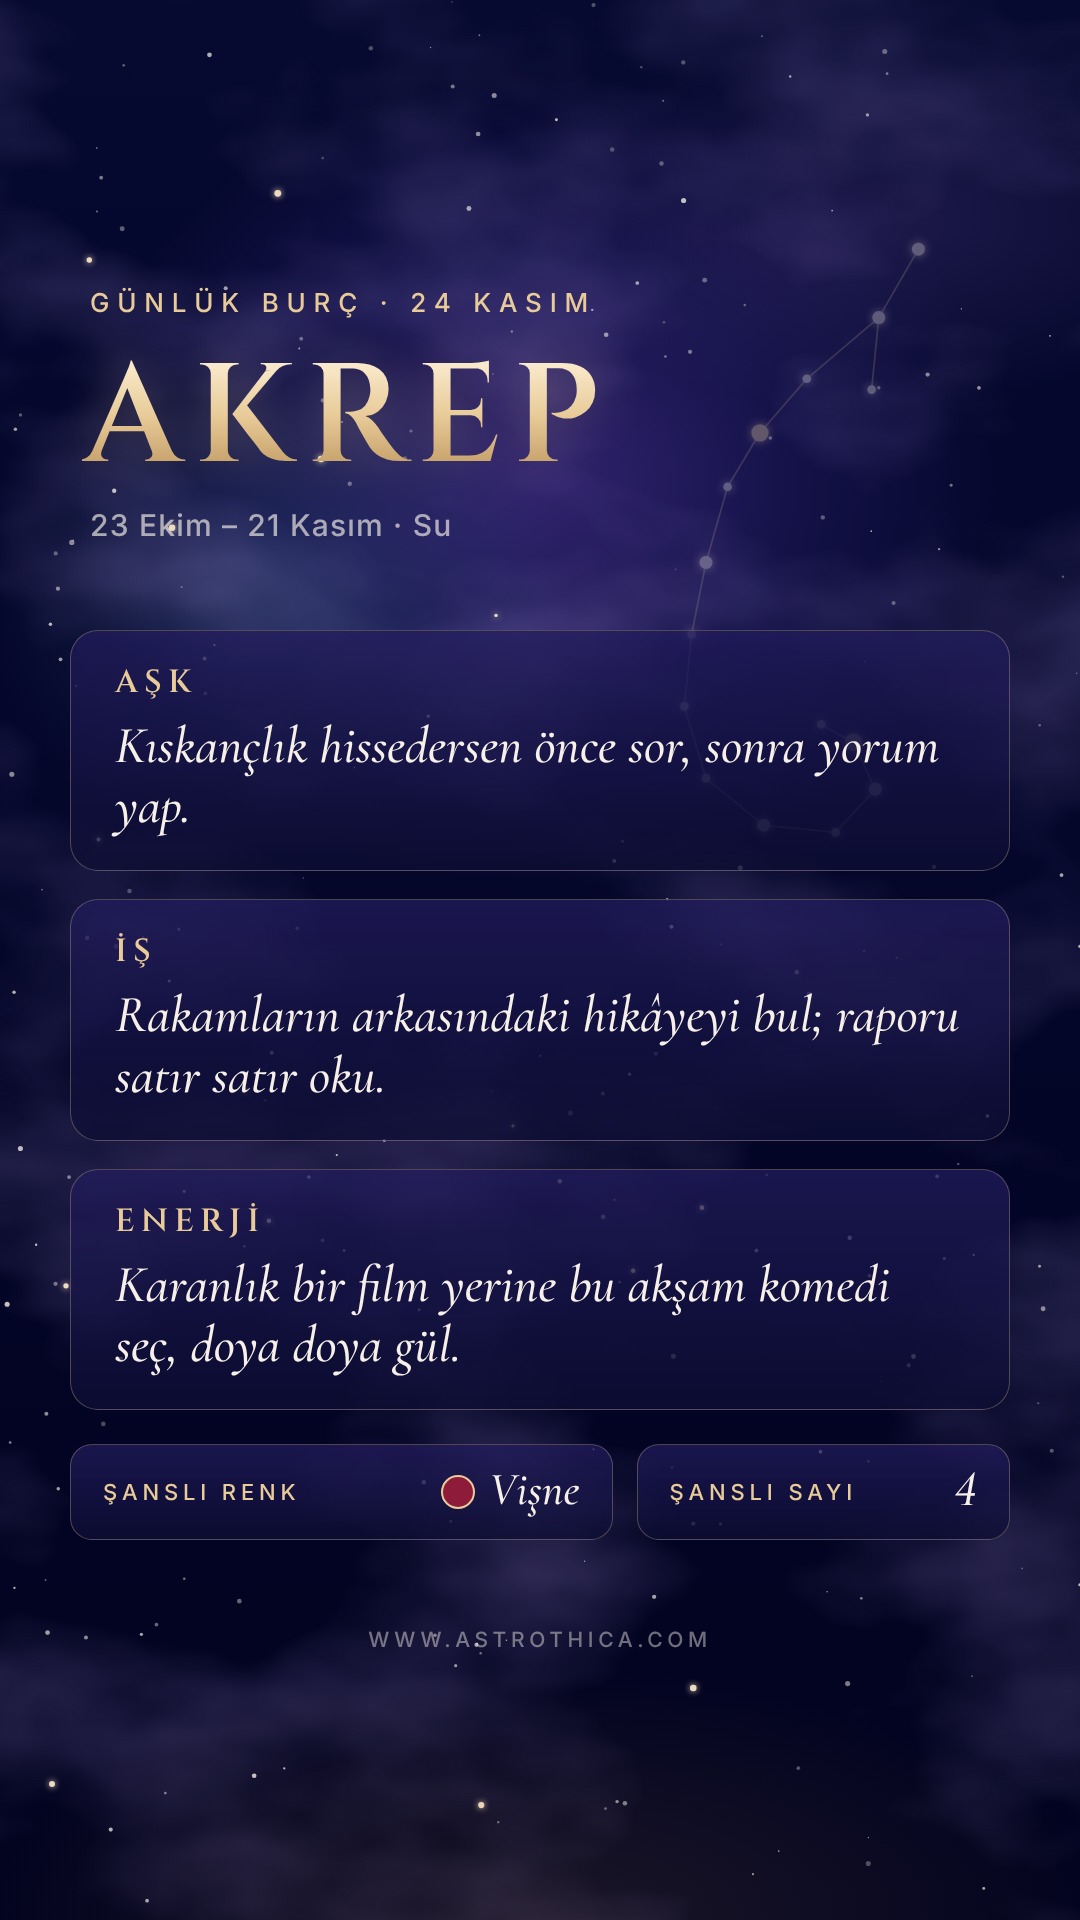 GÜNLÜK BURÇ · 24 KASIM
AKREP
23 Ekim – 21 Kasım · Su
AŞK
Kıskançlık hissedersen önce sor, sonra yorum
yap.
İŞ
Rakamların arkasındaki hikâyeyi bul; raporu
satır satır oku.
ENERJİ
Karanlık bir film yerine bu akşam komedi
seç, doya doya gül.
ŞANSLI RENK Vişne
ŞANSLI SAYI 4
WWW.ASTROTHICA.COM